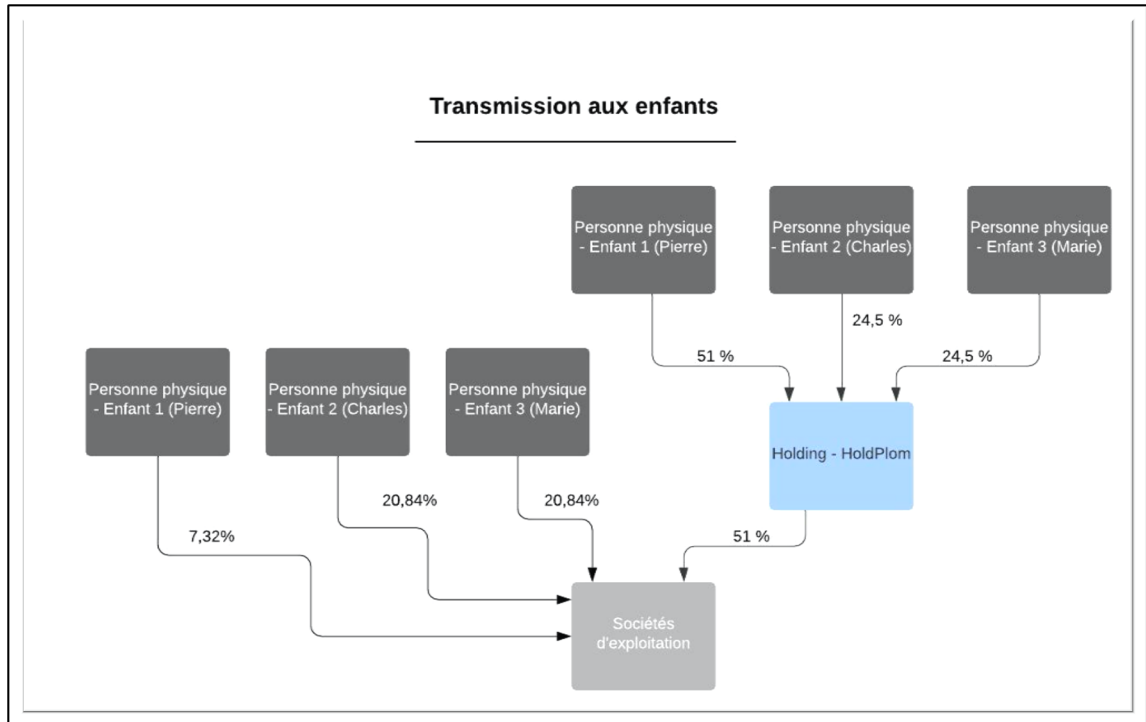 Transmission aux enfants
Personne physique
- Enfant 1 (Pierre)
Personne physique
- Enfant 2 (Charles)
Personne physique
- Enfant 3 (Marie)
24,5 %
51 %
24,5 %
Personne physique
- Enfant 1 (Pierre)
Personne physique
- Enfant 2 (Charles)
Personne physique
- Enfant 3 (Marie)
Holding - HoldPlom
20,84%
20,84%
7,32%
51 %
Sociétés
d'exploitation